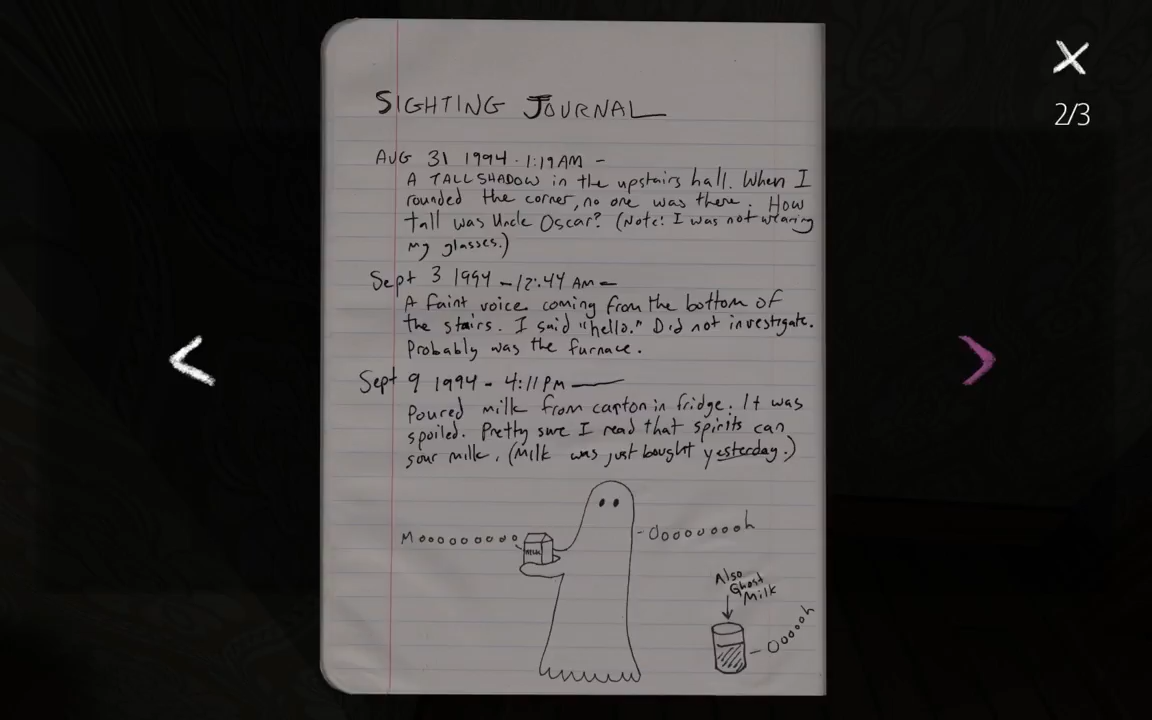 2/3
SIGHTING JOURNAL
AUG 31 1994 - 1:19AM -
A TALL SHADOW in the upstairs hall. When I
rounded the corner, no one was there. How
tall was Uncle Oscar? (Note: I was not wearing
my glasses.)
Sept 3 1994 - 12:44 AM -
A faint voice coming from the bottom of
the stairs. I said "hello." Did not investigate.
Probably was the furnace.
Sept 9 1994 - 4:11PM -
Poured milk from carton in fridge. It was
spoiled. Pretty sure I read that spirits can
sour milk. (Milk was just bought yesterday.)
Mooooooooo
MILK
-Oooooooh
Also
Ghost
Milk
-Ooooooh